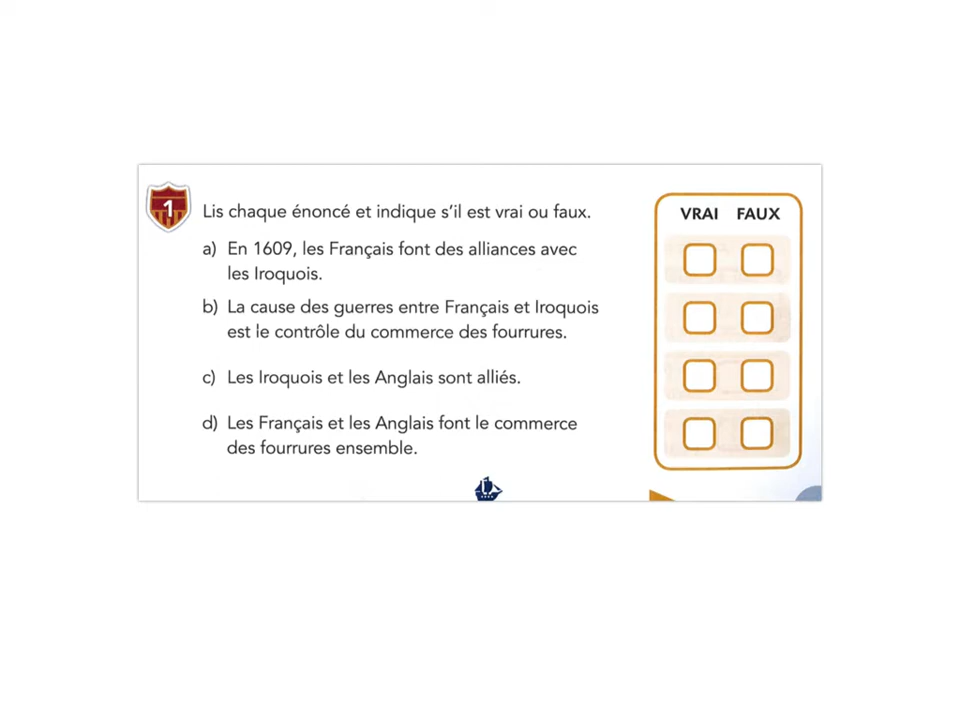 1
Lis chaque énoncé et indique s'il est vrai ou faux.
VRAI FAUX
a) En 1609, les Français font des alliances avec
les Iroquois.
b) La cause des guerres entre Français et Iroquois
est le contrôle du commerce des fourrures.
c) Les Iroquois et les Anglais sont alliés.
d) Les Français et les Anglais font le commerce
des fourrures ensemble.